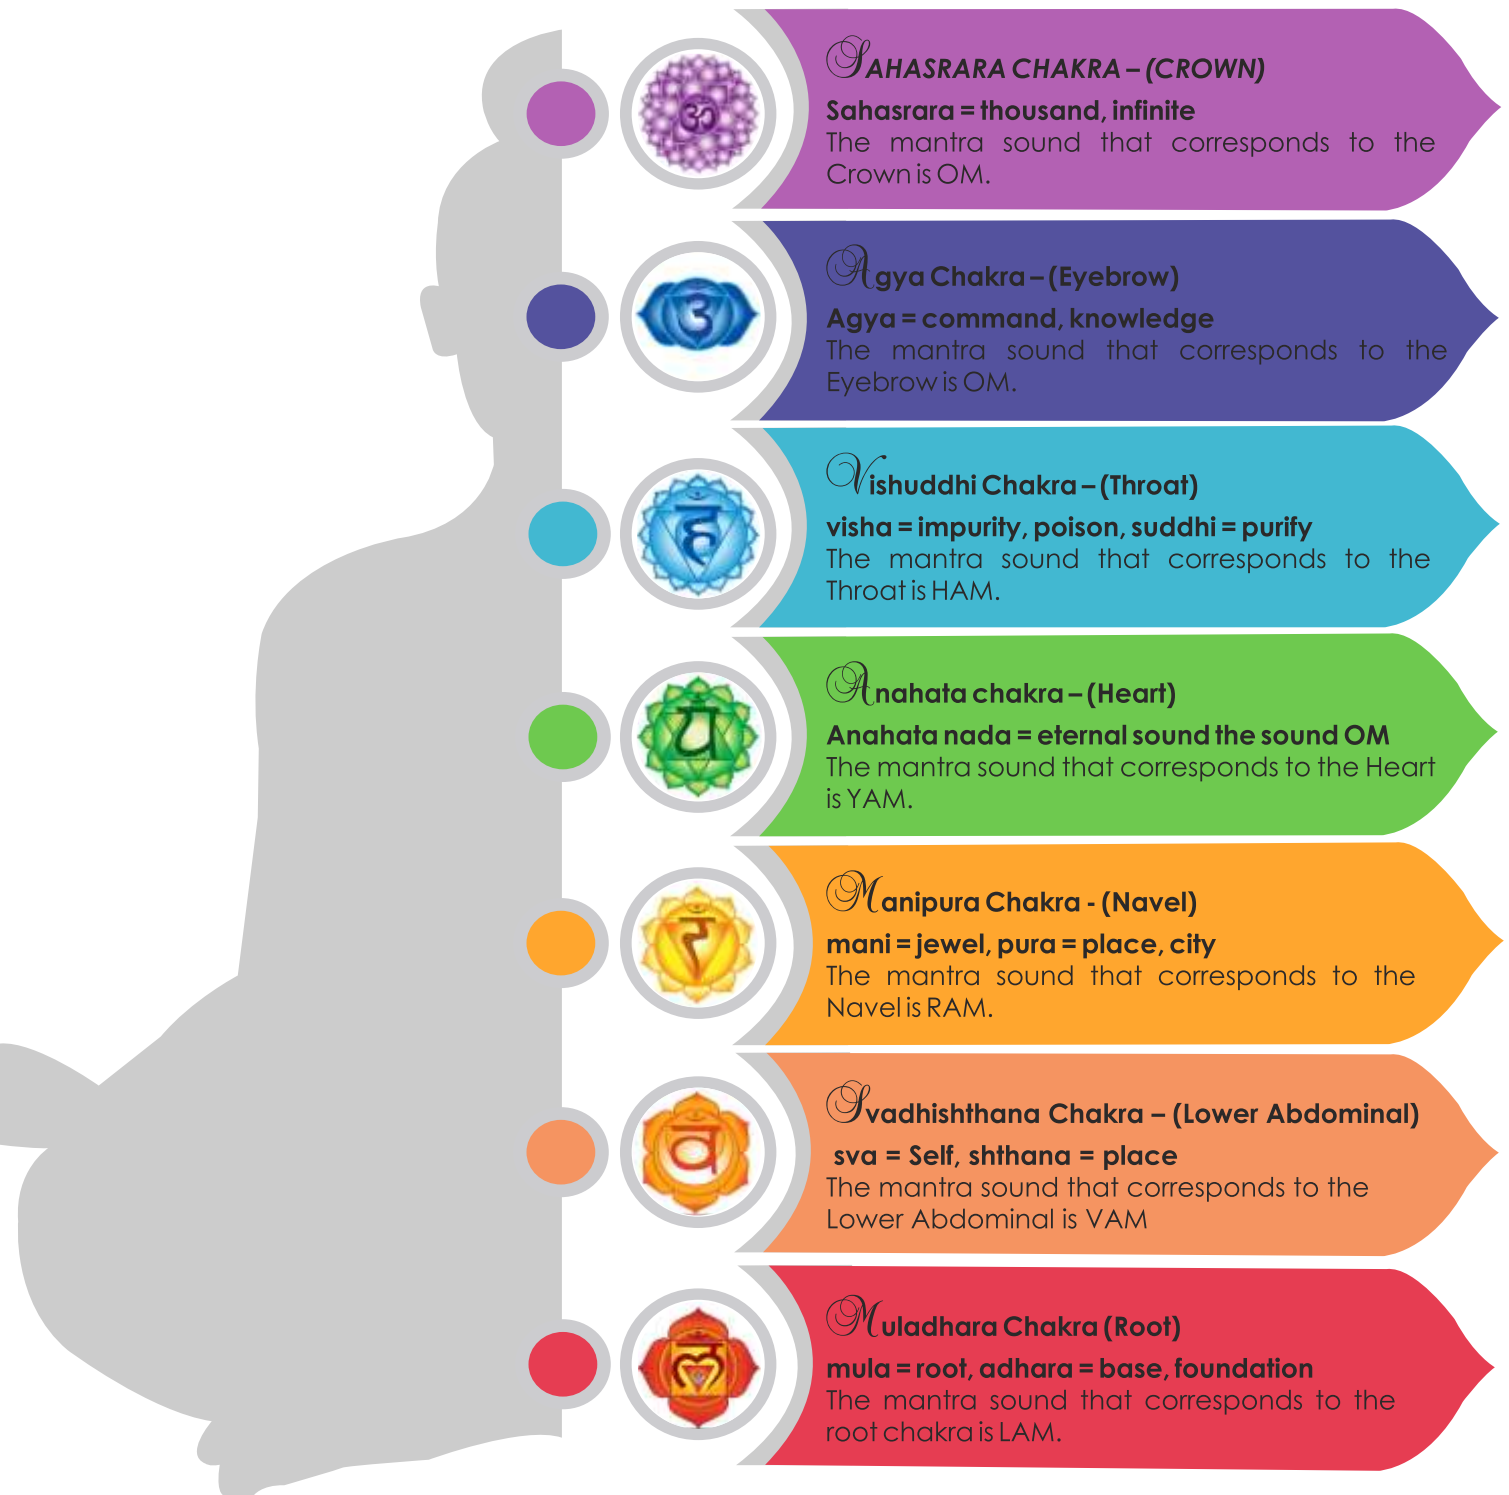 SAHASRARA CHAKRA – (CROWN)
Sahasrara = thousand, infinite
The mantra sound that corresponds to the
Crown is OM.
ॐ
Agya Chakra – (Eyebrow)
Agya = command, knowledge
The mantra sound that corresponds to the
Eyebrow is OM.
Vishuddhi Chakra – (Throat)
visha = impurity, poison, suddhi = purify
The mantra sound that corresponds to the
Throat is HAM.
ह
Anahata chakra – (Heart)
Anahata nada = eternal sound the sound OM
The mantra sound that corresponds to the Heart
is YAM.
य
Manipura Chakra - (Navel)
mani = jewel, pura = place, city
The mantra sound that corresponds to the
Navel is RAM.
र
Svadhishthana Chakra – (Lower Abdominal)
sva = Self, shthana = place
The mantra sound that corresponds to the
Lower Abdominal is VAM
व
Muladhara Chakra (Root)
mula = root, adhara = base, foundation
The mantra sound that corresponds to the
root chakra is LAM.